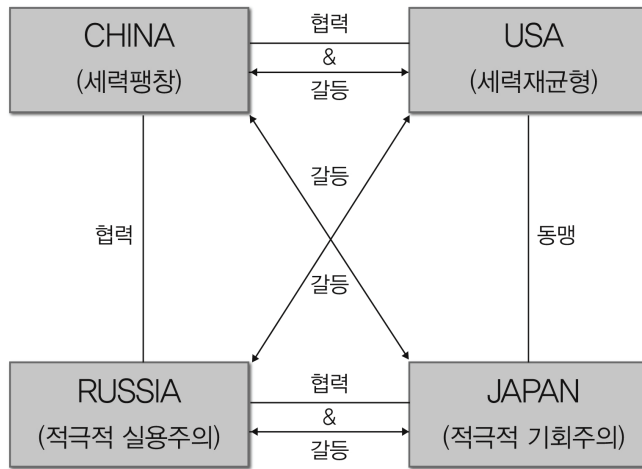 CHINA
(세력팽창)
협력
&
갈등
USA
(세력재균형)
갈등
협력
동맹
갈등
RUSSIA
(적극적 실용주의)
협력
&
갈등
JAPAN
(적극적 기회주의)